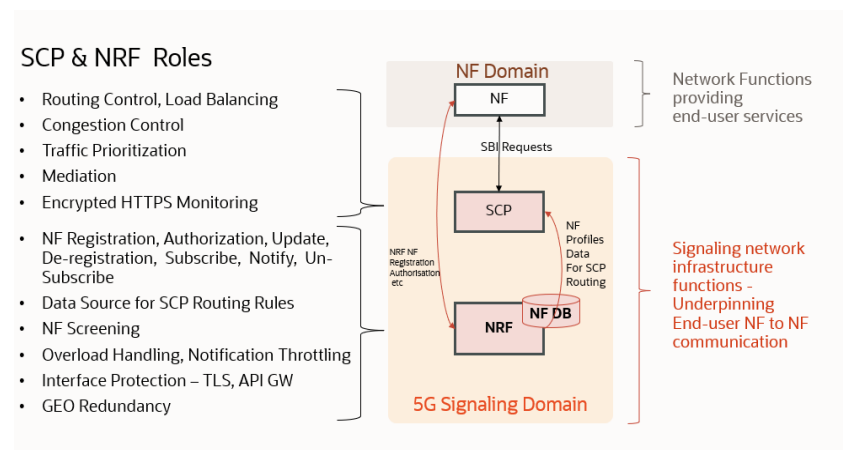 SCP & NRF Roles
• Routing Control, Load Balancing
• Congestion Control
• Traffic Prioritization
• Mediation
• Encrypted HTTPS Monitoring
• NF Registration, Authorization, Update,
De-registration, Subscribe, Notify, Un-
Subscribe
• Data Source for SCP Routing Rules
• NF Screening
• Overload Handling, Notification Throttling
• Interface Protection – TLS, API GW
• GEO Redundancy
NF Domain
NF
SBI Requests
SCP
NRF NF
Registration
Authorisation
etc
NF
Profiles
Data
For SCP
Routing
NF DB
NRF
5G Signaling Domain
Network Functions
providing
end-user services
Signaling network
infrastructure
functions -
Underpinning
End-user NF to NF
communication